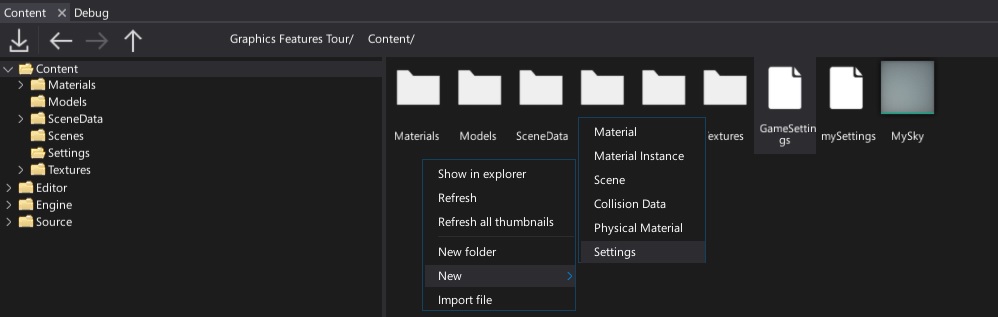 Content
Debug
Graphics Features Tour/ Content/
Content
Materials
Models
SceneData
Scenes
Settings
Textures
Editor
Engine
Source
Materials
Models
SceneData
GameSettin
gs
mySettings
MySky
Show in explorer
Refresh
Refresh all thumbnails
New folder
New
Import file
Material
Material Instance
Scene
Collision Data
Physical Material
Settings